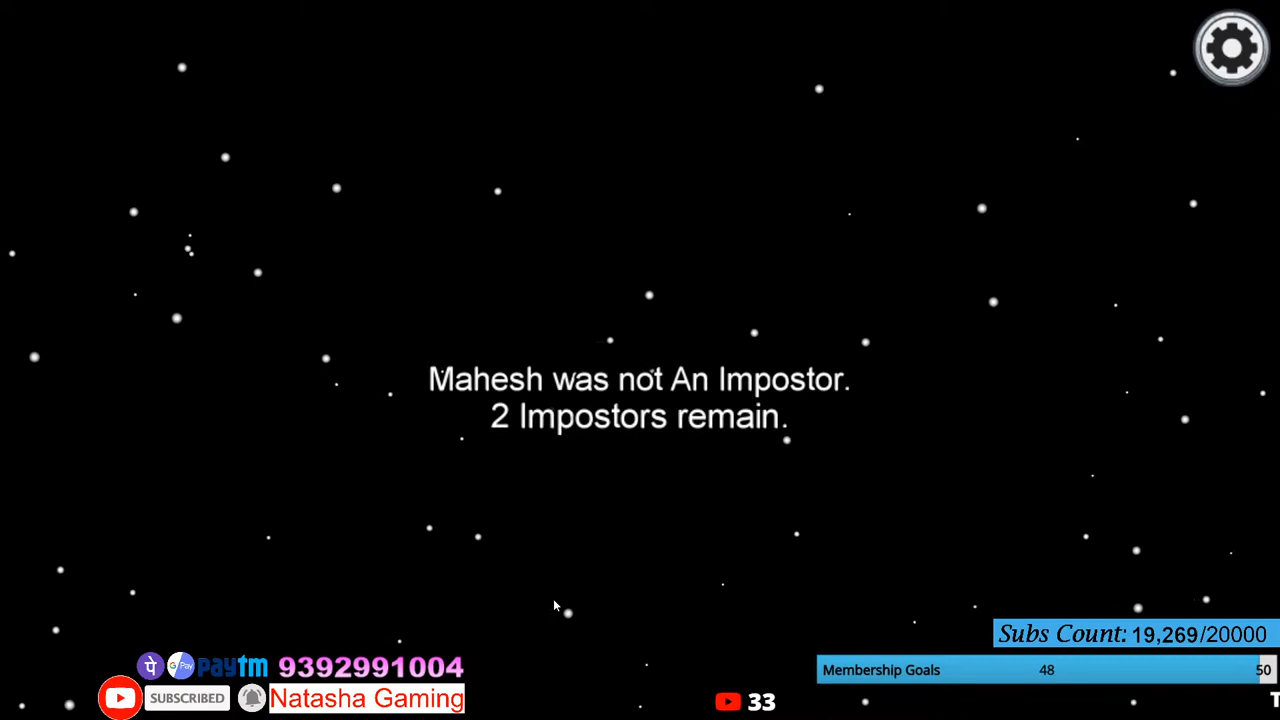 Mahesh was not An Impostor.
2 Impostors remain.
Subs Count: 19,269/20000
पे G Pay paytm 9392991004
Membership Goals 48 50
SUBSCRIBED Natasha Gaming
33
T